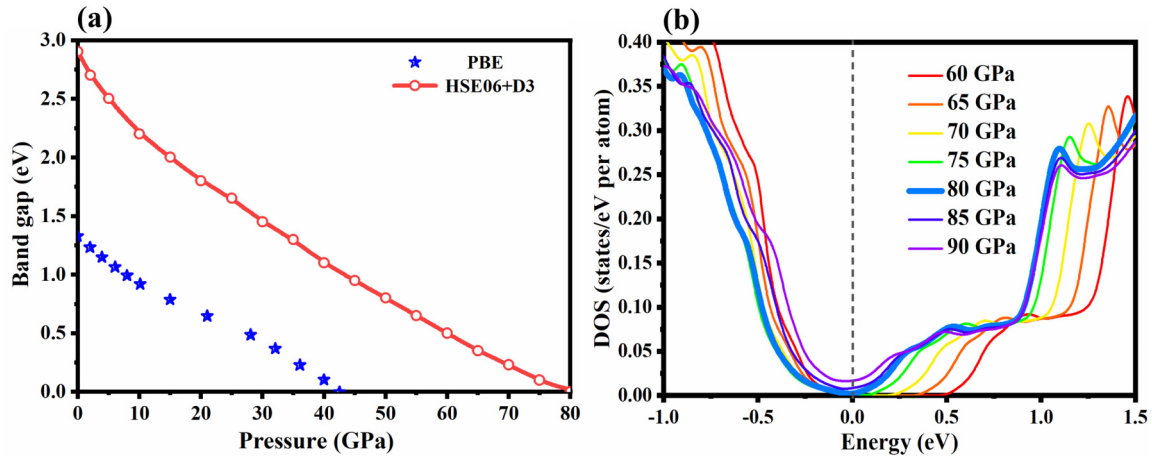 (a)
3.0
2.5
2.0
1.5
1.0
0.5
0.0
Band gap (eV)
PBE
HSE06+D3
0 10 20 30 40 50 60 70 80
Pressure (GPa)
(b)
0.40
0.35
0.30
0.25
0.20
0.15
0.10
0.05
0.00
DOS (states/eV per atom)
60 GPa
65 GPa
70 GPa
75 GPa
80 GPa
85 GPa
90 GPa
-1.0 -0.5 0.0 0.5 1.0 1.5
Energy (eV)